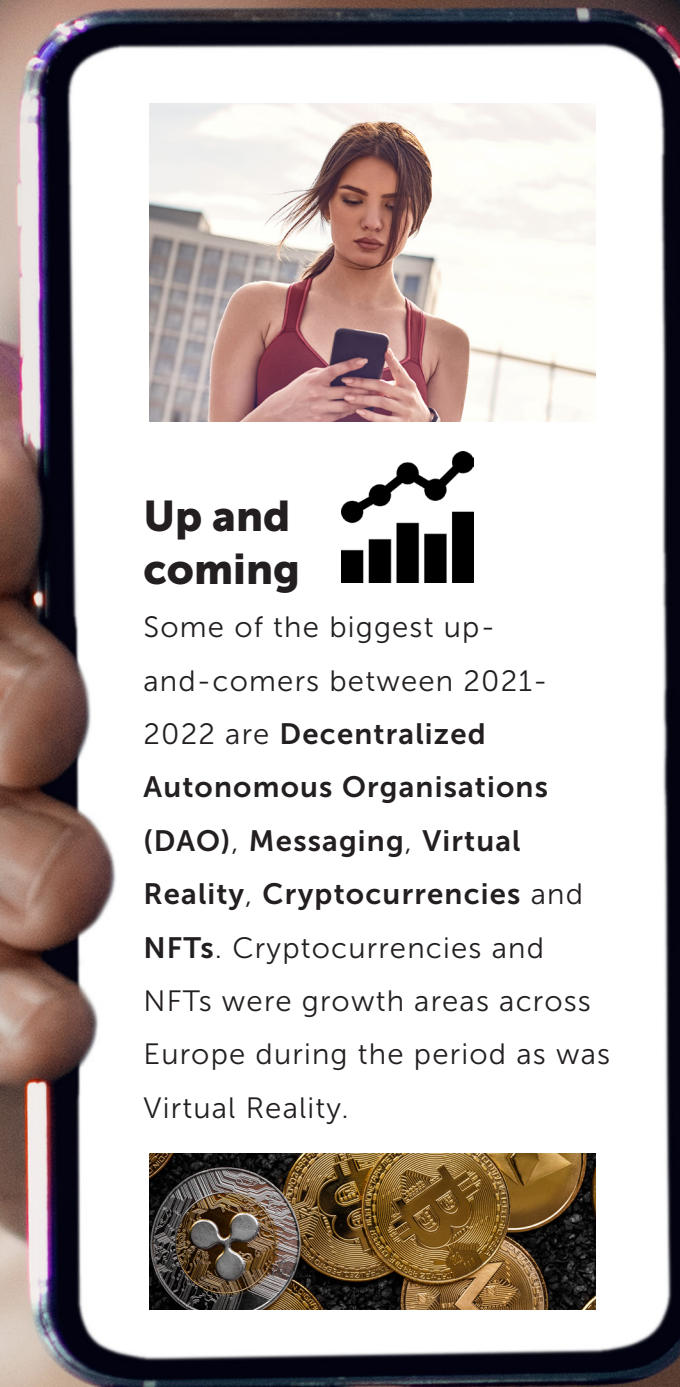 Up and
coming
Some of the biggest up-
and-comers between 2021-
2022 are Decentralized
Autonomous Organisations
(DAO), Messaging, Virtual
Reality, Cryptocurrencies and
NFTs. Cryptocurrencies and
NFTs were growth areas across
Europe during the period as was
Virtual Reality.